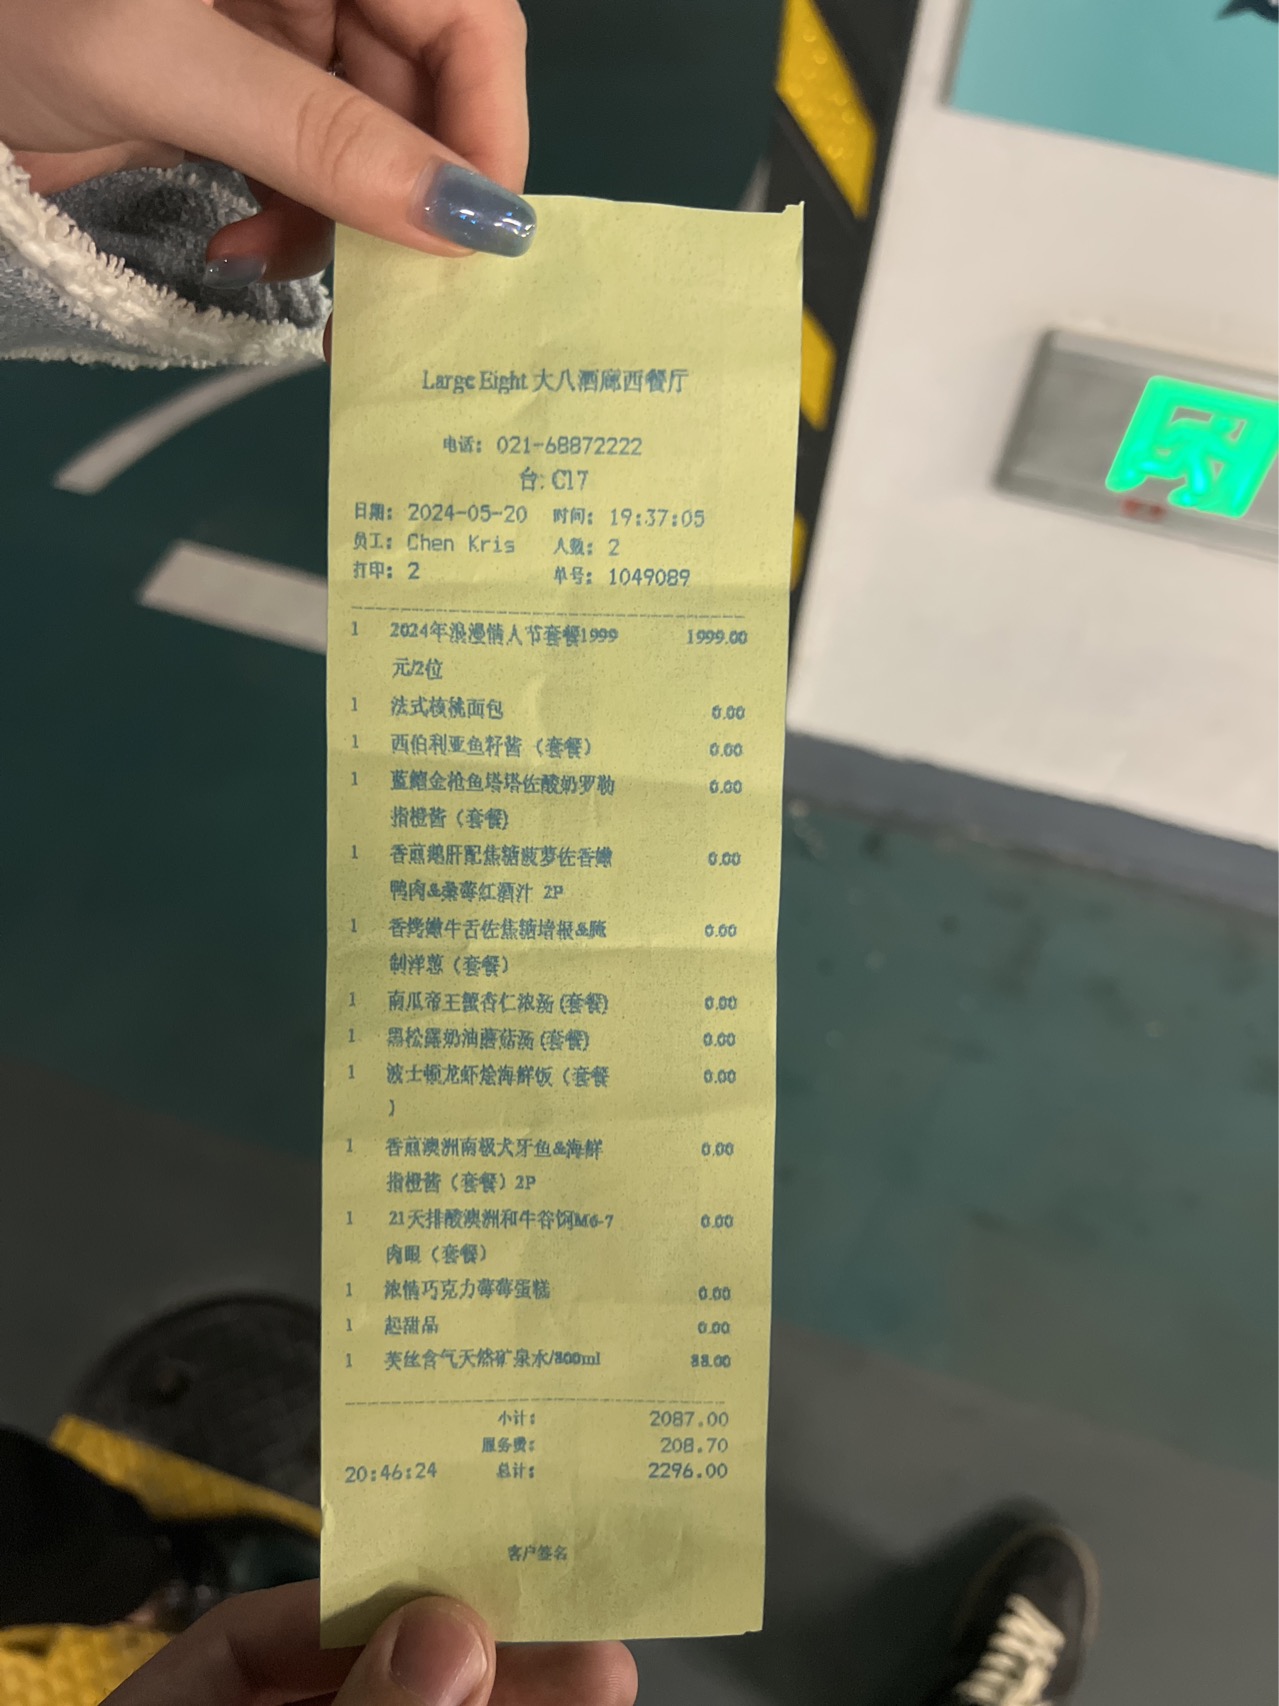 Large Eight 大八酒廊西餐厅
电话: 021-68872222
台: C17
日期: 2024-05-20 时间: 19:37:05
员工: Chen Kris 人数: 2
打印: 2 单号: 1049089
1 2024年浪漫情人节套餐1999 1999.00
元/2位
1 法式核桃面包 0.00
1 西伯利亚鱼籽酱（套餐） 0.00
1 蓝鳍金枪鱼塔塔佐酸奶罗勒 0.00
指橙酱（套餐)
1 香煎鹅肝配焦糖菠萝佐香嫩 0.00
鸭肉&桑莓红酒汁 2P
1 香烤嫩牛舌佐焦糖培根&腌 0.00
制洋葱（套餐）
1 南瓜帝王蟹杏仁浓汤 (套餐) 0.00
1 黑松露奶油蘑菇汤 (套餐) 0.00
1 波士顿龙虾烩海鲜饭（套餐 0.00
）
1 香煎澳洲南极犬牙鱼&海鲜 0.00
指橙酱（套餐）2P
1 21天排酸澳洲和牛谷饲M6-7 0.00
肉眼（套餐）
1 浓情巧克力莓莓蛋糕 0.00
1 起甜品 0.00
1 芙丝含气天然矿泉水/800ml 88.00
小计: 2087.00
服务费: 208.70
20:46:24 总计: 2296.00
客户签名